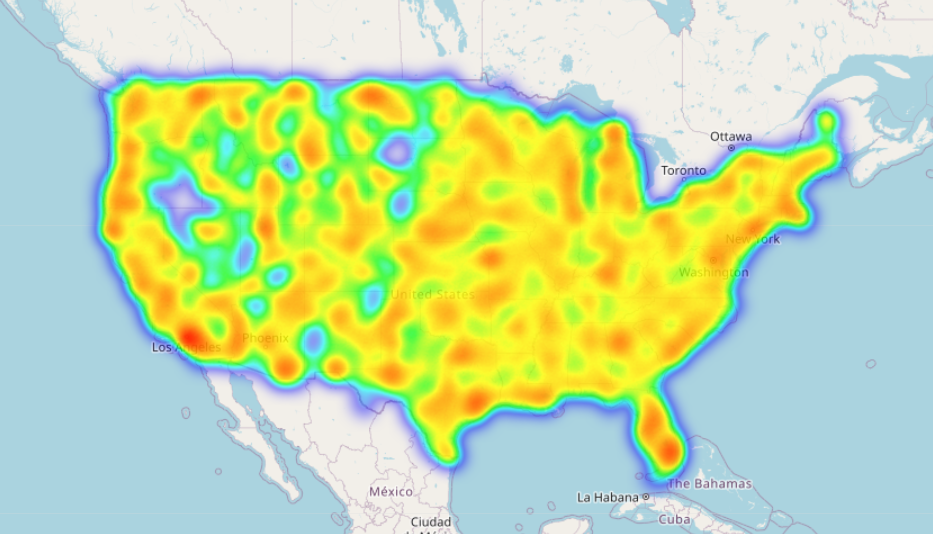 Ottawa
Toronto
New York
Washington
United States
Phoenix
Los Angeles
The Bahamas
México
La Habana
Cuba
Ciudad